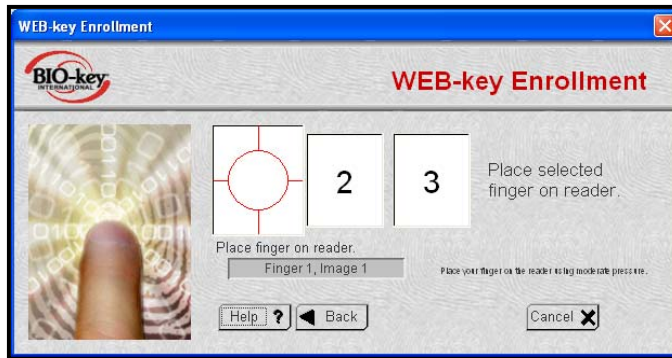 WEB-key Enrollment
BIO-key
INTERNATIONAL
WEB-key Enrollment
2
3
Place selected
finger on reader.
Place finger on reader.
Finger 1, Image 1
Place your finger on the reader using moderate pressure.
Help ?
Back
Cancel